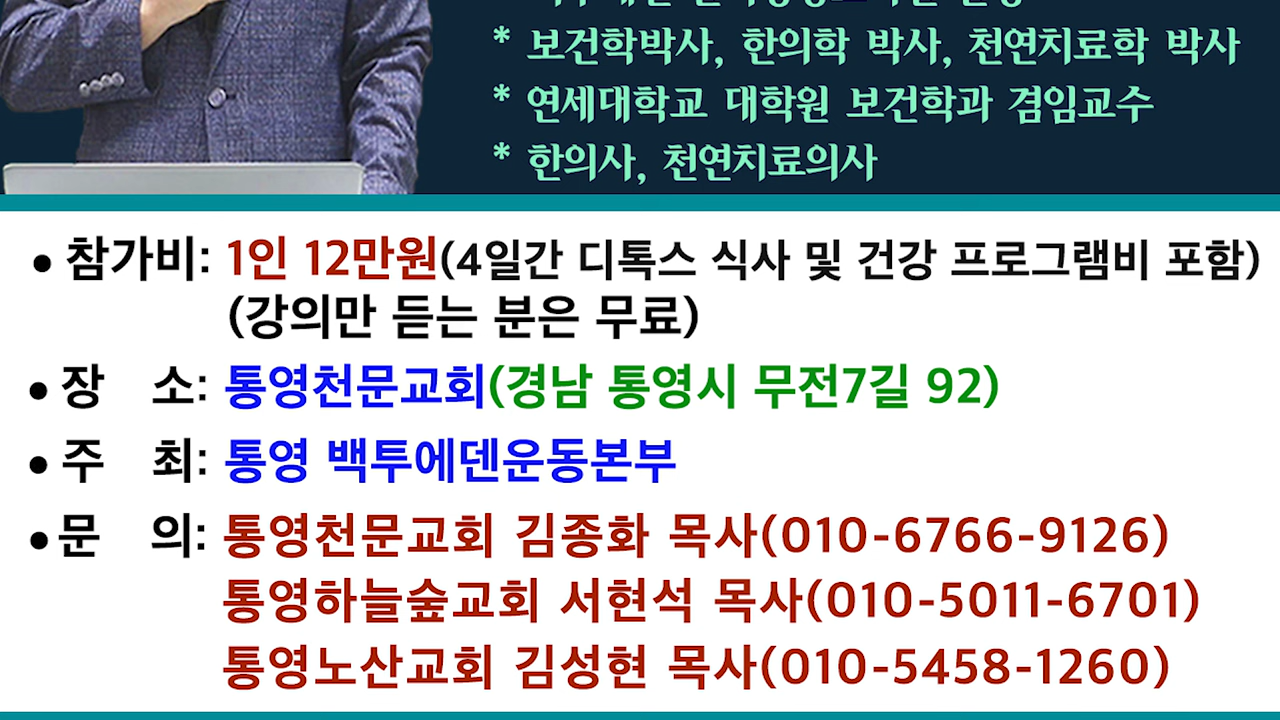 * 보건학박사, 한의학 박사, 천연치료학 박사
* 연세대학교 대학원 보건학과 겸임교수
* 한의사, 천연치료의사
• 참가비: 1인 12만원(4일간 디톡스 식사 및 건강 프로그램비 포함)
(강의만 듣는 분은 무료)
• 장 소: 통영천문교회(경남 통영시 무전7길 92)
• 주 최: 통영 백투에덴운동본부
• 문 의: 통영천문교회 김종화 목사(010-6766-9126)
통영하늘숲교회 서현석 목사(010-5011-6701)
통영노산교회 김성현 목사(010-5458-1260)